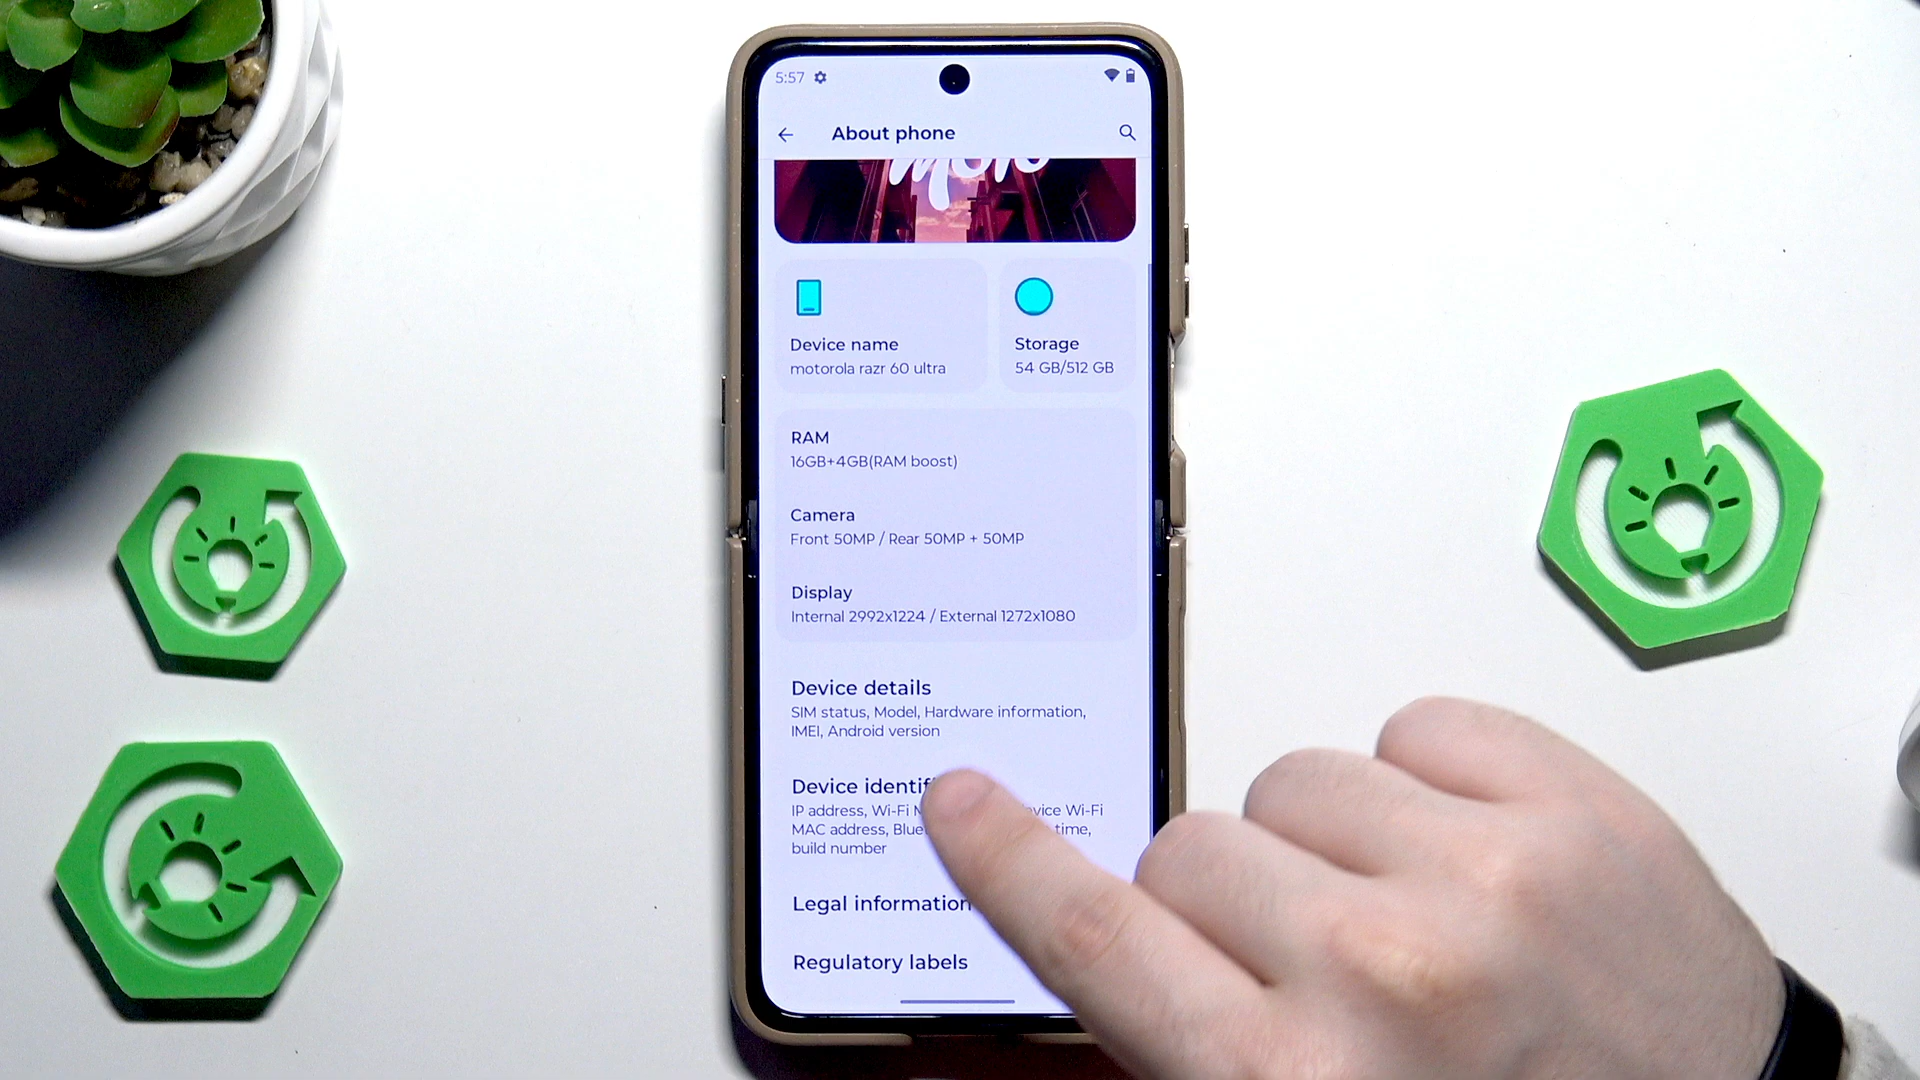 5:57
About phone
moto
Device name
motorola razr 60 ultra
Storage
54 GB/512 GB
RAM
16GB+4GB(RAM boost)
Camera
Front 50MP / Rear 50MP + 50MP
Display
Internal 2992x1224 / External 1272x1080
Device details
SIM status, Model, Hardware information,
IMEI, Android version
Device
IP address, Wi-Fi Wi-Fi
MAC address, time,
build number
Legal information
Regulatory labels